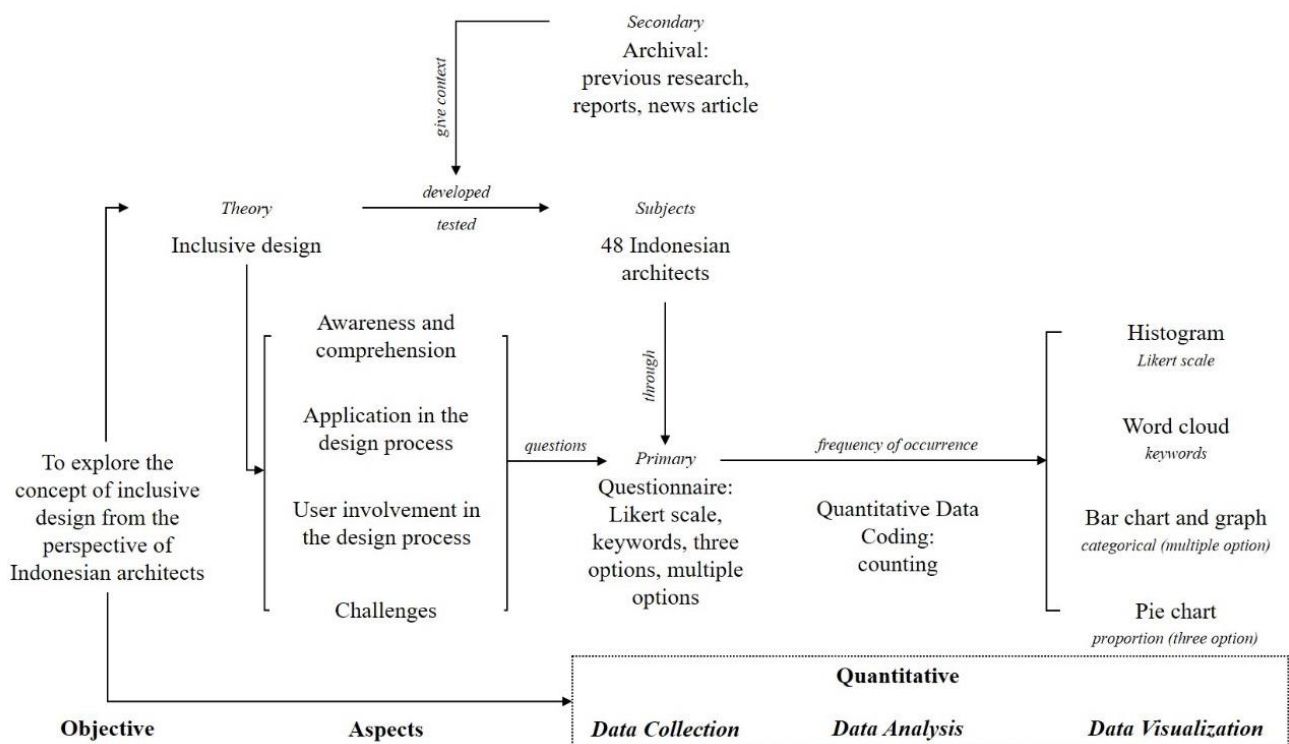 Secondary
Archival:
previous research,
reports, news article
give context
Theory
developed
tested
Subjects
Inclusive design
48 Indonesian
architects
Awareness and
comprehension
Application in the
design process
User involvement in
the design process
Challenges
To explore the
concept of inclusive
design from the
perspective of
Indonesian architects
questions
through
Primary
Questionnaire:
Likert scale,
keywords, three
options, multiple
options
frequency of occurrence
Quantitative Data
Coding:
counting
Histogram
Likert scale
Word cloud
keywords
Bar chart and graph
categorical (multiple option)
Pie chart
proportion (three option)
Quantitative
Objective
Aspects
Data Collection
Data Analysis
Data Visualization